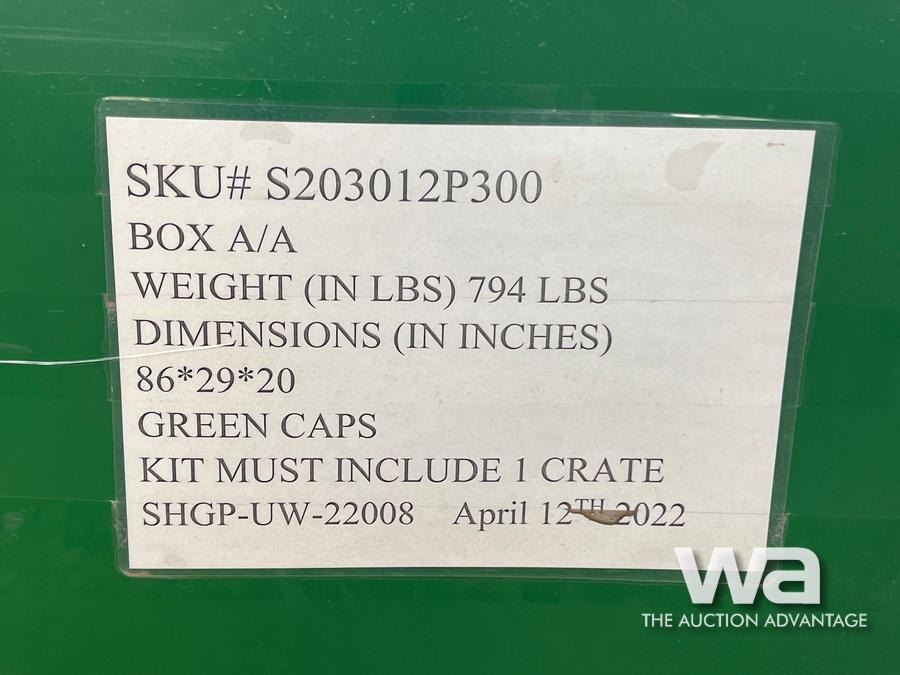 SKU# S203012P300
BOX A/A
WEIGHT (IN LBS) 794 LBS
DIMENSIONS (IN INCHES)
86*29*20
GREEN CAPS
KIT MUST INCLUDE 1 CRATE
SHGP-UW-22008 April 12TH 2022
wa
THE AUCTION ADVANTAGE